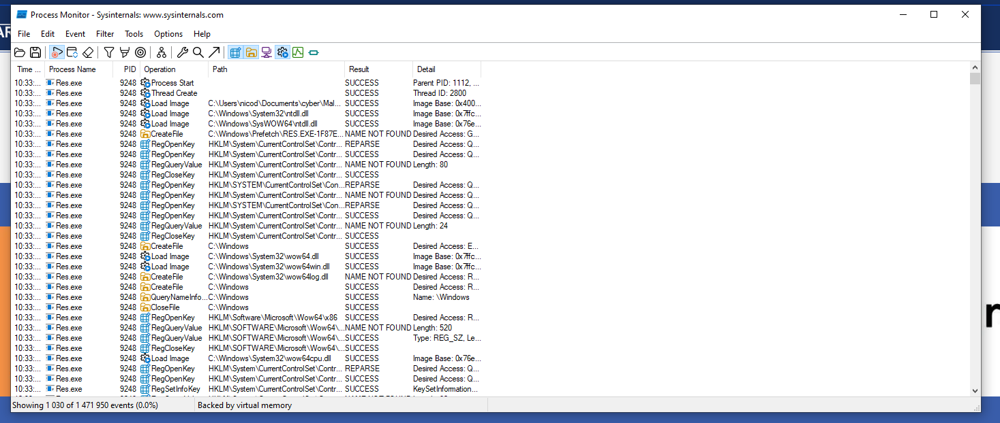 Process Monitor - Sysinternals: www.sysinternals.com
File Edit Event Filter Tools Options Help
Time ... Process Name PID Operation Path Result Detail
10:33:... Res.exe 9248 Process Start SUCCESS Parent PID: 1112, ...
10:33:... Res.exe 9248 Thread Create SUCCESS Thread ID: 2800
10:33:... Res.exe 9248 Load Image C:\Users\nicod\Documents\cyber\Mal... SUCCESS Image Base: 0x400...
10:33:... Res.exe 9248 Load Image C:\Windows\System32\ntdll.dll SUCCESS Image Base: 0x7ffc...
10:33:... Res.exe 9248 Load Image C:\Windows\SysWOW64\ntdll.dll SUCCESS Image Base: 0x76e...
10:33:... Res.exe 9248 CreateFile C:\Windows\Prefetch\RES.EXE-1F87E... NAME NOT FOUND Desired Access: G...
10:33:... Res.exe 9248 RegOpenKey HKLM\System\CurrentControlSet\Contr... REPARSE Desired Access: Q...
10:33:... Res.exe 9248 RegOpenKey HKLM\System\CurrentControlSet\Contr... SUCCESS Desired Access: Q...
10:33:... Res.exe 9248 RegQueryValue HKLM\System\CurrentControlSet\Contr... NAME NOT FOUND Length: 80
10:33:... Res.exe 9248 RegCloseKey HKLM\System\CurrentControlSet\Contr... SUCCESS
10:33:... Res.exe 9248 RegOpenKey HKLM\SYSTEM\CurrentControlSet\Con... REPARSE Desired Access: Q...
10:33:... Res.exe 9248 RegOpenKey HKLM\System\CurrentControlSet\Contr... NAME NOT FOUND Desired Access: Q...
10:33:... Res.exe 9248 RegOpenKey HKLM\SYSTEM\CurrentControlSet\Con... REPARSE Desired Access: Q...
10:33:... Res.exe 9248 RegOpenKey HKLM\System\CurrentControlSet\Contr... SUCCESS Desired Access: Q...
10:33:... Res.exe 9248 RegQueryValue HKLM\System\CurrentControlSet\Contr... NAME NOT FOUND Length: 24
10:33:... Res.exe 9248 RegCloseKey HKLM\System\CurrentControlSet\Contr... SUCCESS
10:33:... Res.exe 9248 CreateFile C:\Windows SUCCESS Desired Access: E...
10:33:... Res.exe 9248 Load Image C:\Windows\System32\wow64.dll SUCCESS Image Base: 0x7ffc...
10:33:... Res.exe 9248 Load Image C:\Windows\System32\wow64win.dll SUCCESS Image Base: 0x7ffc...
10:33:... Res.exe 9248 CreateFile C:\Windows\System32\wow64log.dll NAME NOT FOUND Desired Access: R...
10:33:... Res.exe 9248 CreateFile C:\Windows SUCCESS Desired Access: R...
10:33:... Res.exe 9248 QueryNameInfo... C:\Windows SUCCESS Name: \Windows
10:33:... Res.exe 9248 CloseFile C:\Windows SUCCESS
10:33:... Res.exe 9248 RegOpenKey HKLM\Software\Microsoft\Wow64\x86 SUCCESS Desired Access: R...
10:33:... Res.exe 9248 RegQueryValue HKLM\SOFTWARE\Microsoft\Wow64\... NAME NOT FOUND Length: 520
10:33:... Res.exe 9248 RegQueryValue HKLM\SOFTWARE\Microsoft\Wow64\... SUCCESS Type: REG_SZ, Le...
10:33:... Res.exe 9248 RegCloseKey HKLM\SOFTWARE\Microsoft\Wow64\... SUCCESS
10:33:... Res.exe 9248 Load Image C:\Windows\System32\wow64cpu.dll SUCCESS Image Base: 0x76e...
10:33:... Res.exe 9248 RegOpenKey HKLM\System\CurrentControlSet\Contr... REPARSE Desired Access: Q...
10:33:... Res.exe 9248 RegOpenKey HKLM\System\CurrentControlSet\Contr... SUCCESS Desired Access: Q...
10:33:... Res.exe 9248 RegSetInfoKey HKLM\System\CurrentControlSet\Contr... SUCCESS KeySetInformation...
Showing 1 030 of 1 471 950 events (0.0%) Backed by virtual memory